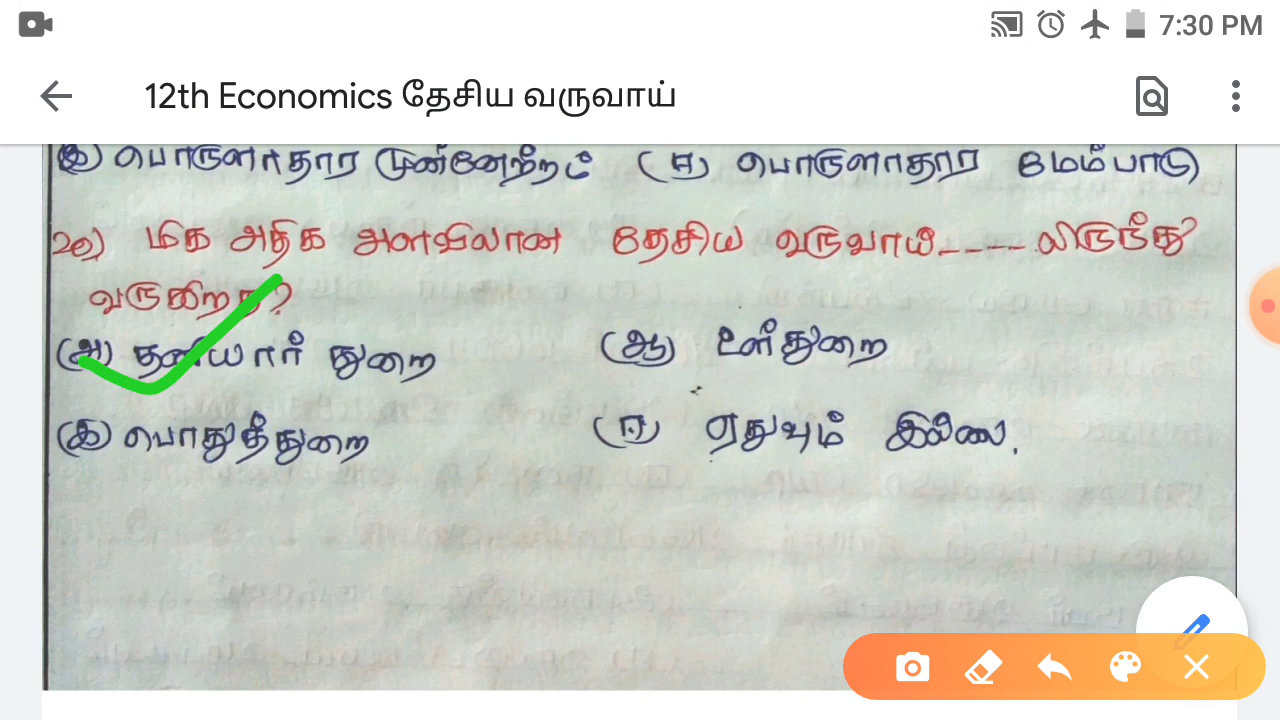 7:30 PM
12th Economics தேசிய வருவாய்
(இ) பொருளாதார முன்னேற்றம் (ஈ) பொருளாதார மேம்பாடு
20) மிக அதிக அளவிலான தேசிய வருவாய் ---- லிருந்து
வருகிறது?
(அ) தனியார் துறை (ஆ) உள்துறை
(இ) பொதுத்துறை (ஈ) ஏதுவும் இல்லை.